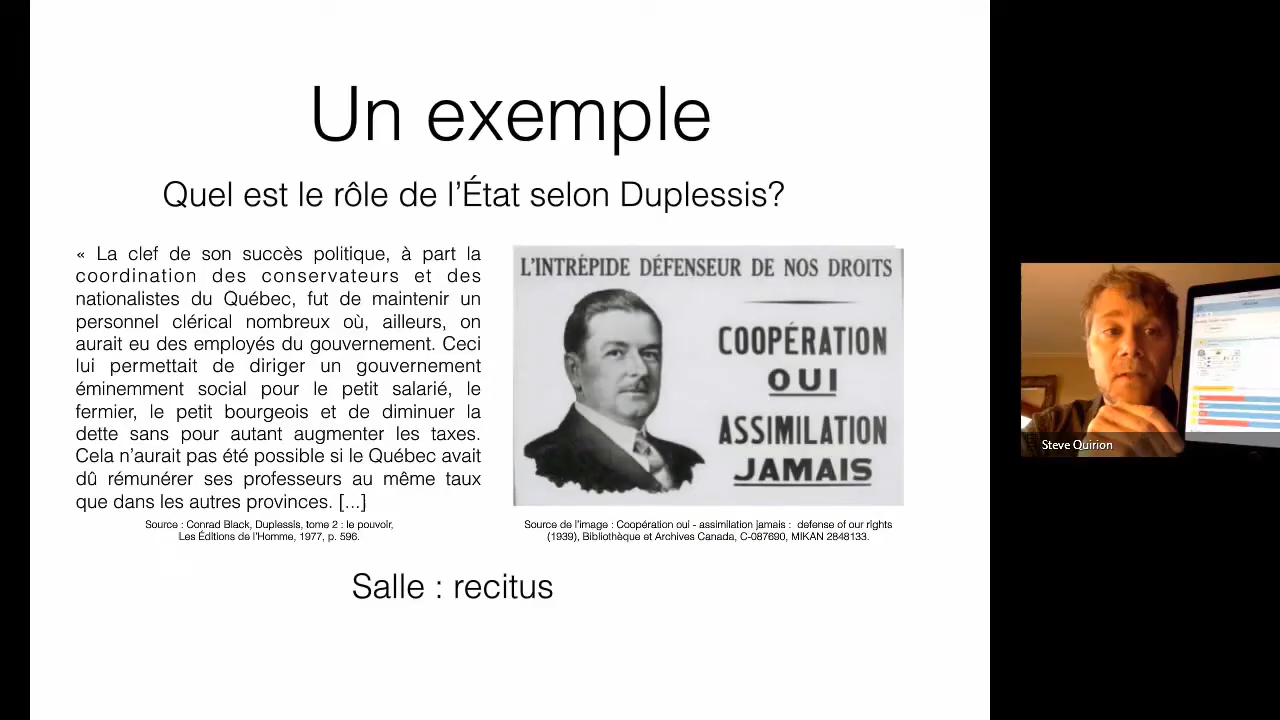 Un exemple
Quel est le rôle de l'État selon Duplessis?
« La clef de son succès politique, à part la
coordination des conservateurs et des
nationalistes du Québec, fut de maintenir un
personnel clérical nombreux où, ailleurs, on
aurait eu des employés du gouvernement. Ceci
lui permettait de diriger un gouvernement
éminemment social pour le petit salarié, le
fermier, le petit bourgeois et de diminuer la
dette sans pour autant augmenter les taxes.
Cela n'aurait pas été possible si le Québec avait
dû rémunérer ses professeurs au même taux
que dans les autres provinces. [...]
Source : Conrad Black, Duplessis, tome 2 : le pouvoir,
Les Éditions de l'Homme, 1977, p. 596.
L'INTRÉPIDE DÉFENSEUR DE NOS DROITS
COOPÉRATION
OUI
ASSIMILATION
JAMAIS
Source de l'image : Coopération oui - assimilation jamais : defense of our rights
(1939), Bibliothèque et Archives Canada, C-087690, MIKAN 2848133.
Salle : recitus
Steve Quirion